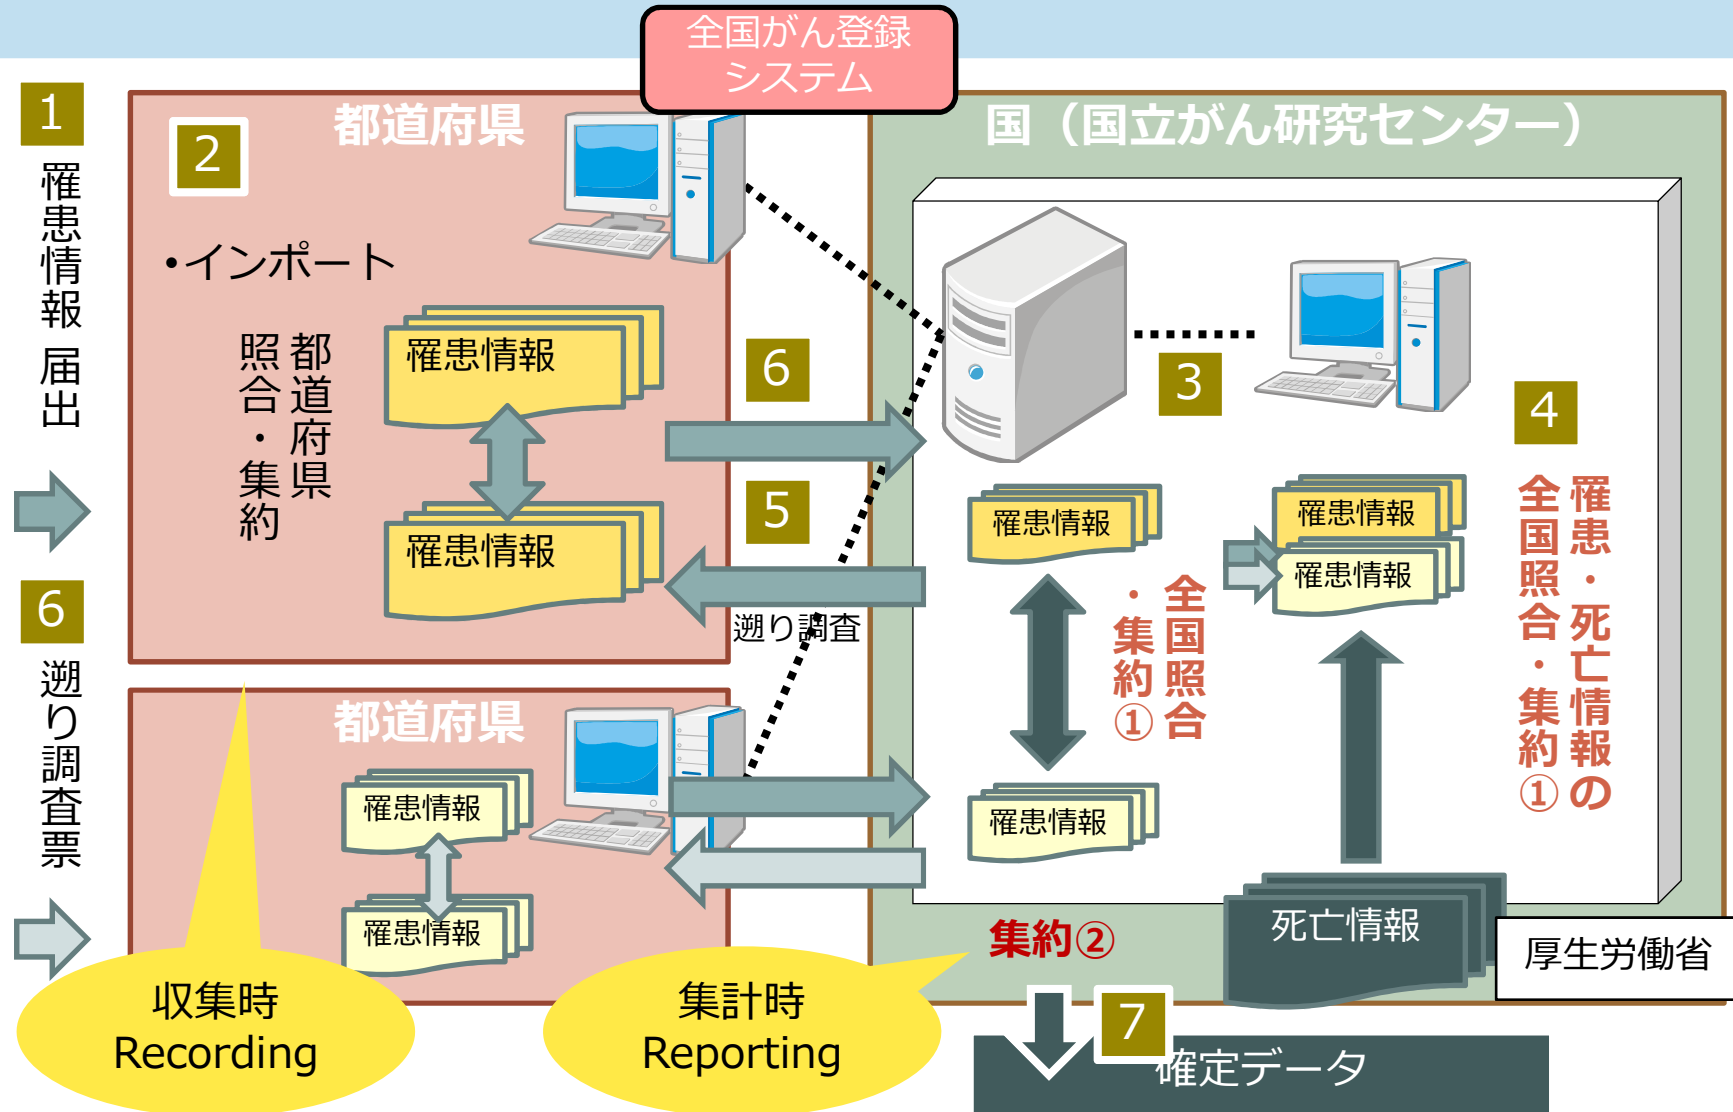 全国がん登録
システム
1
罹患情報 届出
6
遡り調査票
都道府県
2
・インポート
都道府県
照合・集約
罹患情報
罹患情報
6
5
遡り調査
都道府県
罹患情報
罹患情報
収集時
Recording
集計時
Reporting
国（国立がん研究センター）
3
4
罹患情報
全国照合
・集約①
罹患情報
罹患情報
罹患情報
罹患・死亡情報の
全国照合・集約①
死亡情報
厚生労働省
集約②
7
確定データ